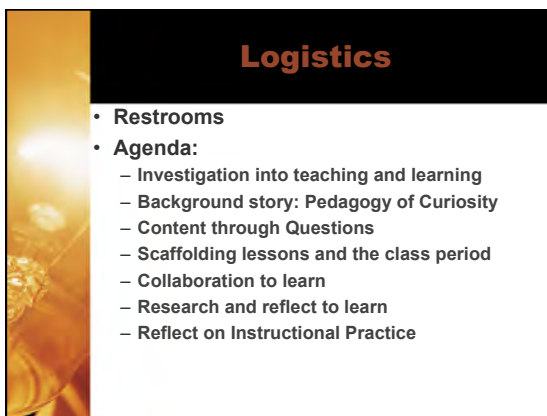 Logistics
• Restrooms
• Agenda:
– Investigation into teaching and learning
– Background story: Pedagogy of Curiosity
– Content through Questions
– Scaffolding lessons and the class period
– Collaboration to learn
– Research and reflect to learn
– Reflect on Instructional Practice